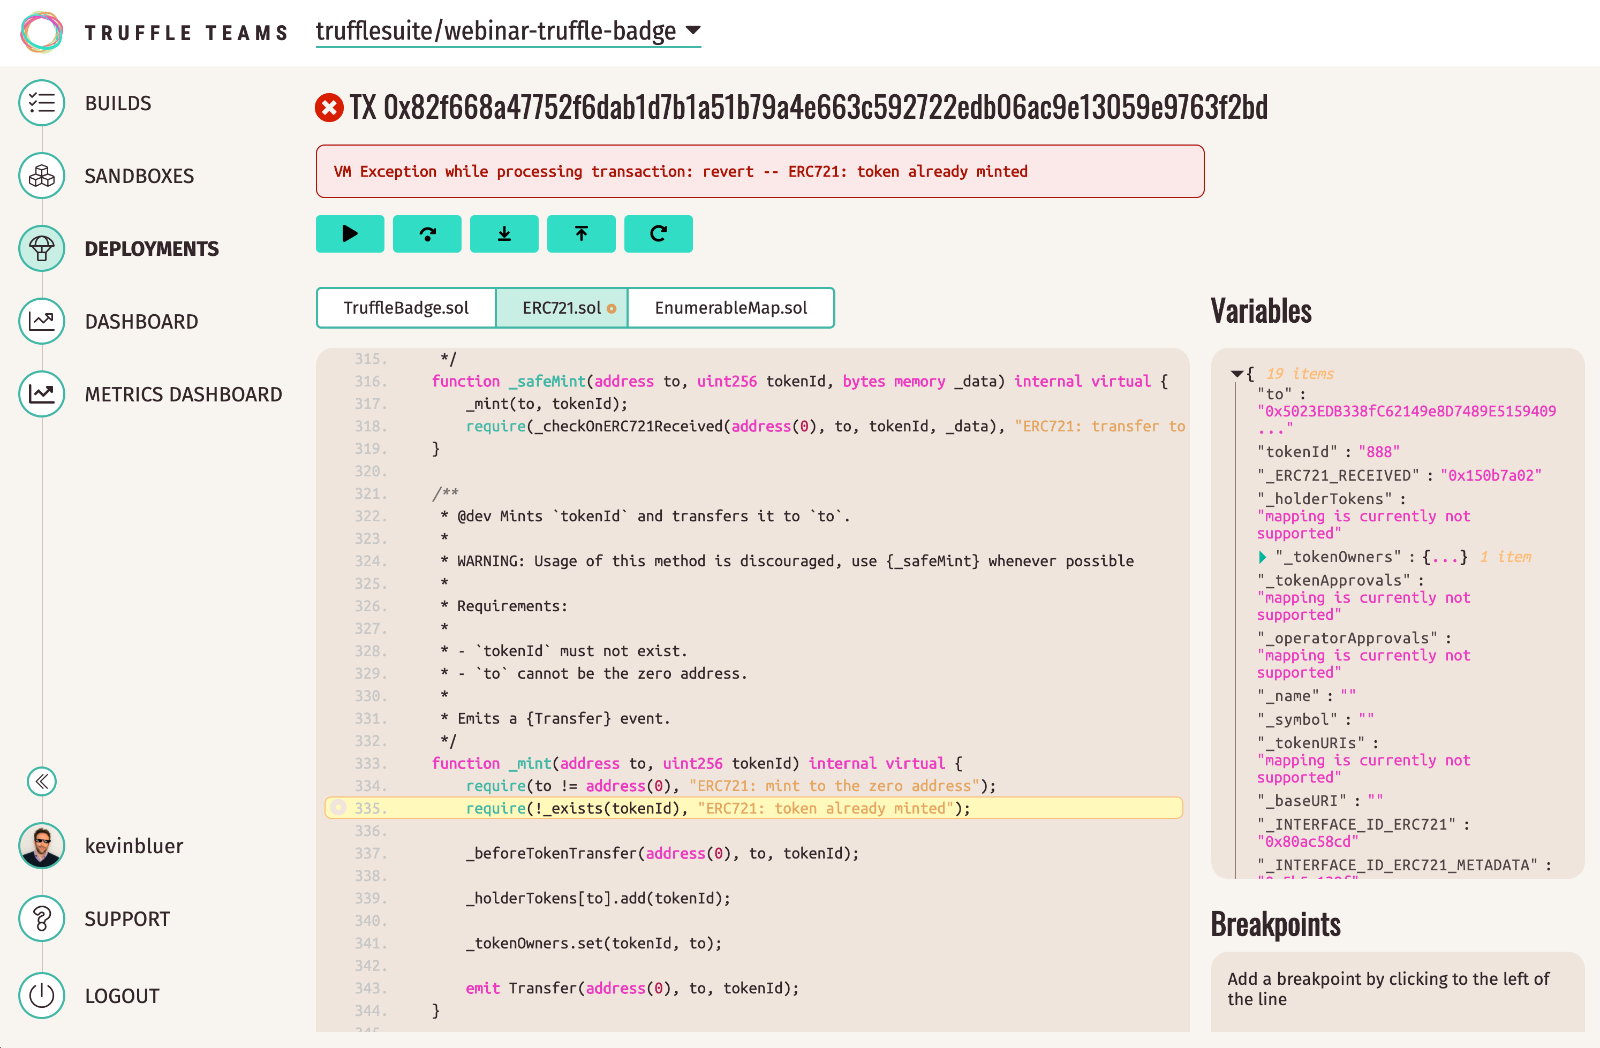 TRUFFLE TEAMS
trufflesuite/webinar-truffle-badge
BUILDS
SANDBOXES
DEPLOYMENTS
DASHBOARD
METRICS DASHBOARD
kevinbluer
SUPPORT
LOGOUT
TX 0x82f668a47752f6dab1d7b1a51b79a4e663c592722edb06ac9e13059e9763f2bd
VM Exception while processing transaction: revert -- ERC721: token already minted
TruffleBadge.sol
ERC721.sol
EnumerableMap.sol
315. */
316. function _safeMint(address to, uint256 tokenId, bytes memory _data) internal virtual {
317. _mint(to, tokenId);
318. require(_checkOnERC721Received(address(0), to, tokenId, _data), "ERC721: transfer to
319. }
320.
321. /**
322. * @dev Mints `tokenId` and transfers it to `to`.
323. *
324. * WARNING: Usage of this method is discouraged, use {_safeMint} whenever possible
325. *
326. * Requirements:
327. *
328. * - `tokenId` must not exist.
329. * - `to` cannot be the zero address.
330. *
331. * Emits a {Transfer} event.
332. */
333. function _mint(address to, uint256 tokenId) internal virtual {
334. require(to != address(0), "ERC721: mint to the zero address");
335. require(!_exists(tokenId), "ERC721: token already minted");
336.
337. _beforeTokenTransfer(address(0), to, tokenId);
338.
339. _holderTokens[to].add(tokenId);
340.
341. _tokenOwners.set(tokenId, to);
342.
343. emit Transfer(address(0), to, tokenId);
344. }
Variables
{ 19 items
"to" :
"0x5023EDB338fC62149e8D7489E5159409
..."
"tokenId" : "888"
"_ERC721_RECEIVED" : "0x150b7a02"
"_holderTokens" :
"mapping is currently not
supported"
"_tokenOwners" : {...} 1 item
"_tokenApprovals" :
"mapping is currently not
supported"
"_operatorApprovals" :
"mapping is currently not
supported"
"_name" : ""
"_symbol" : ""
"_tokenURIs" :
"mapping is currently not
supported"
"_baseURI" : ""
"_INTERFACE_ID_ERC721" :
"0x80ac58cd"
"_INTERFACE_ID_ERC721_METADATA" :
Breakpoints
Add a breakpoint by clicking to the left of
the line